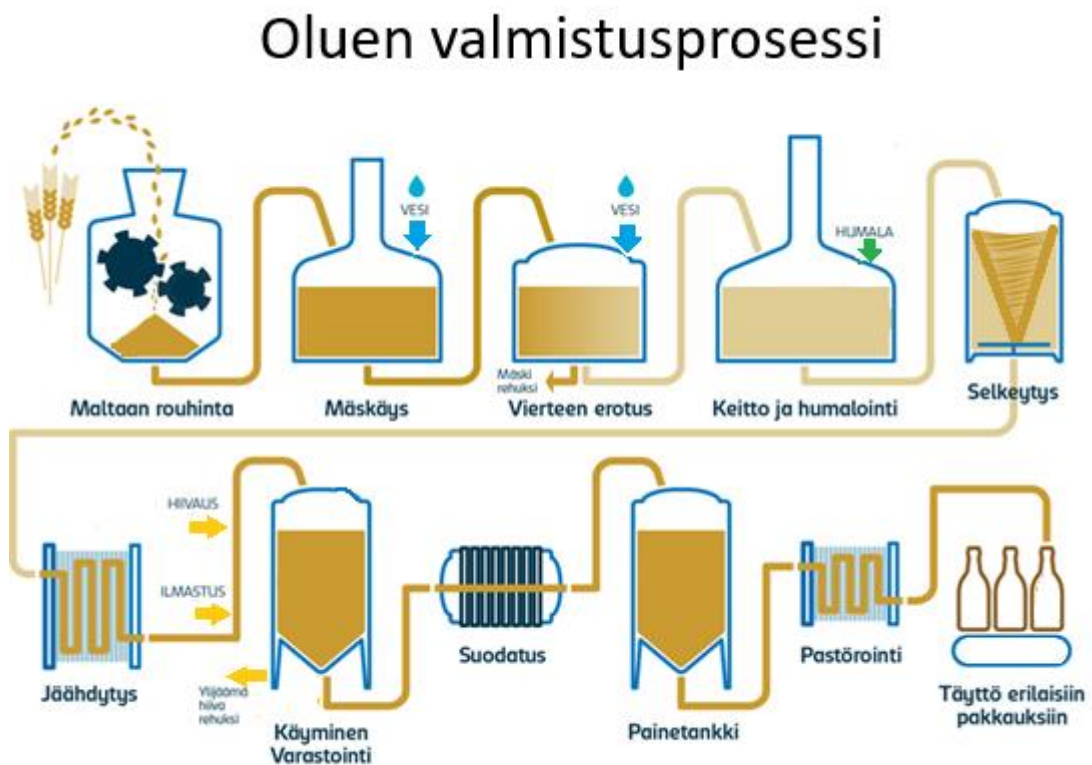 Oluen valmistusprosessi
VESI
VESI
HUMALA
Mäski
rehuksi
Maltaan rouhinta
Mäskäys
Vierteen erotus
Keitto ja humalointi
Selkeytys
HIIVAUS
ILMASTUS
Ylijäämä
hiiva
rehuksi
Jäähdytys
Käyminen
Varastointi
Suodatus
Painetankki
Pastörointi
Täyttö erilaisiin
pakkauksiin